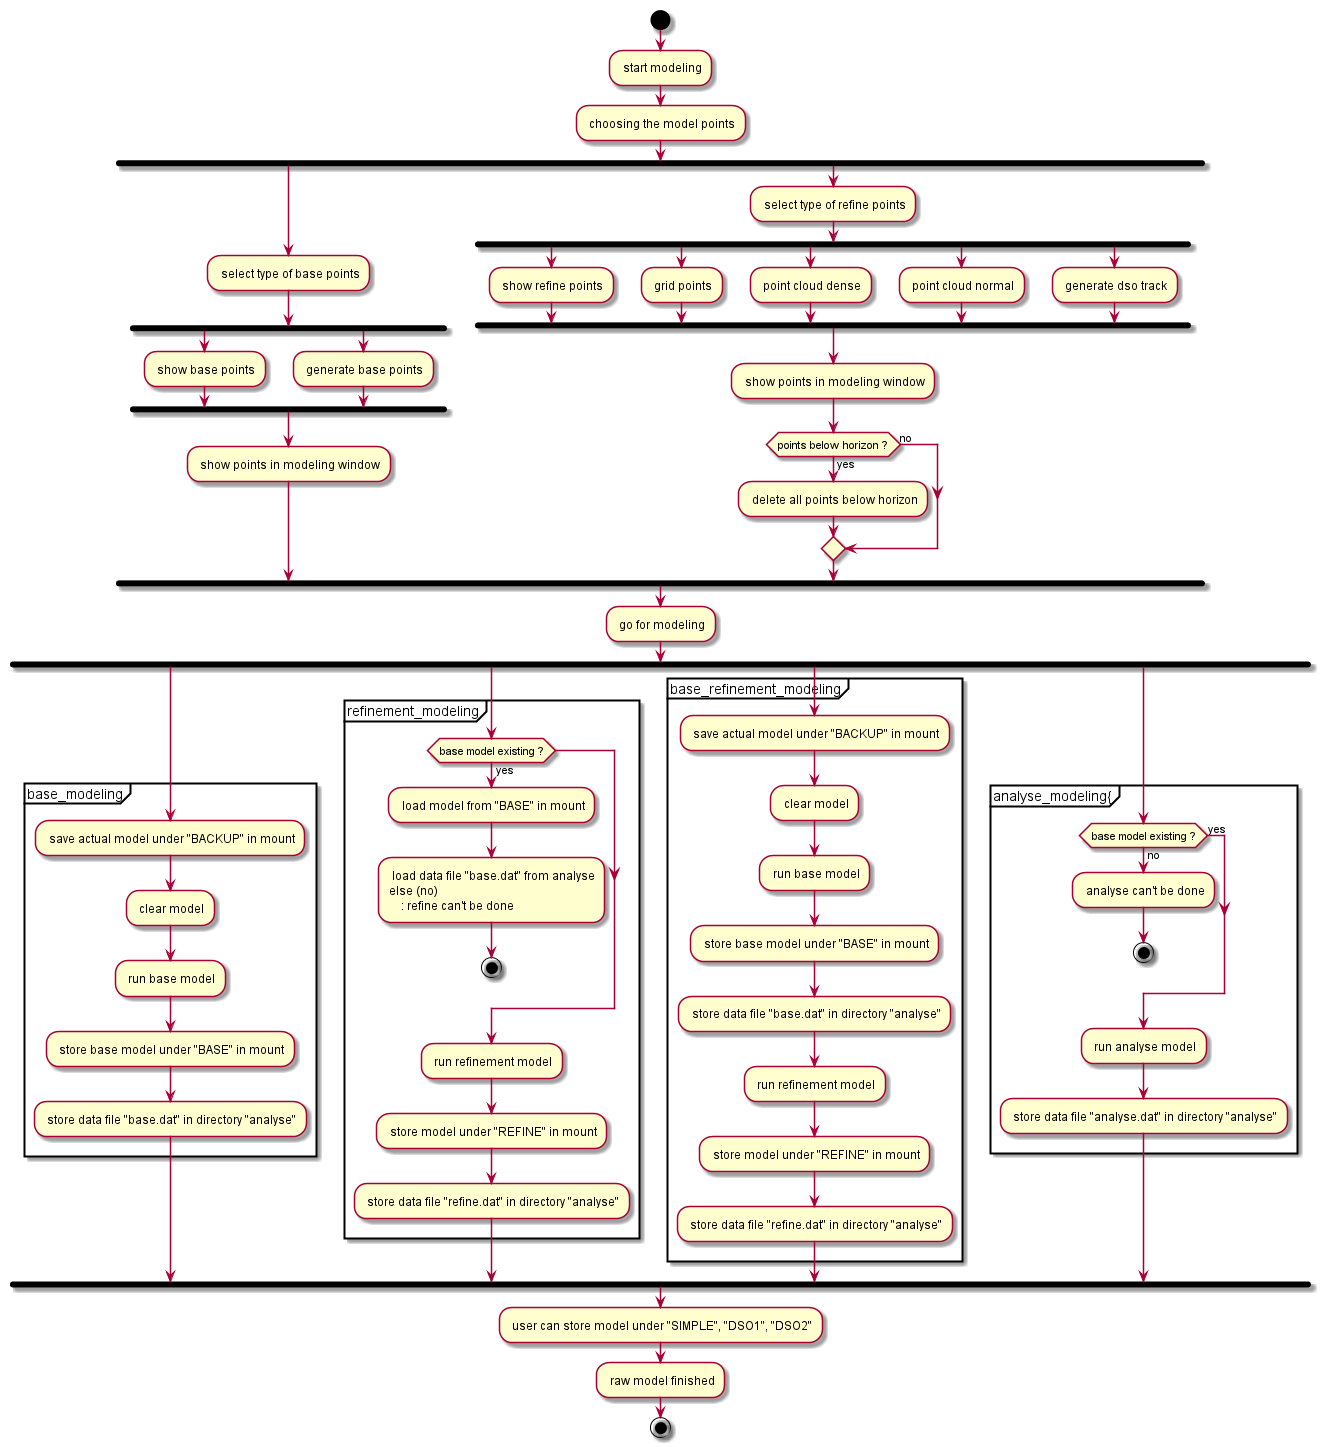 start modeling
choosing the model points
select type of refine points
select type of base points
show refine points
grid points
point cloud dense
point cloud normal
generate dso track
show base points
generate base points
show points in modeling window
points below horizon ?
no
yes
show points in modeling window
delete all points below horizon
go for modeling
base_modeling
save actual model under "BACKUP" in mount
clear model
run base model
store base model under "BASE" in mount
store data file "base.dat" in directory "analyse"
refinement_modeling
base model existing ?
yes
load model from "BASE" in mount
load data file "base.dat" from analyse
else (no)
: refine can't be done
run refinement model
store model under "REFINE" in mount
store data file "refine.dat" in directory "analyse"
base_refinement_modeling
save actual model under "BACKUP" in mount
clear model
run base model
store base model under "BASE" in mount
store data file "base.dat" in directory "analyse"
run refinement model
store model under "REFINE" in mount
store data file "refine.dat" in directory "analyse"
analyse_modeling{
base model existing ?
yes
no
analyse can't be done
run analyse model
store data file "analyse.dat" in directory "analyse"
user can store model under "SIMPLE", "DSO1", "DSO2"
raw model finished